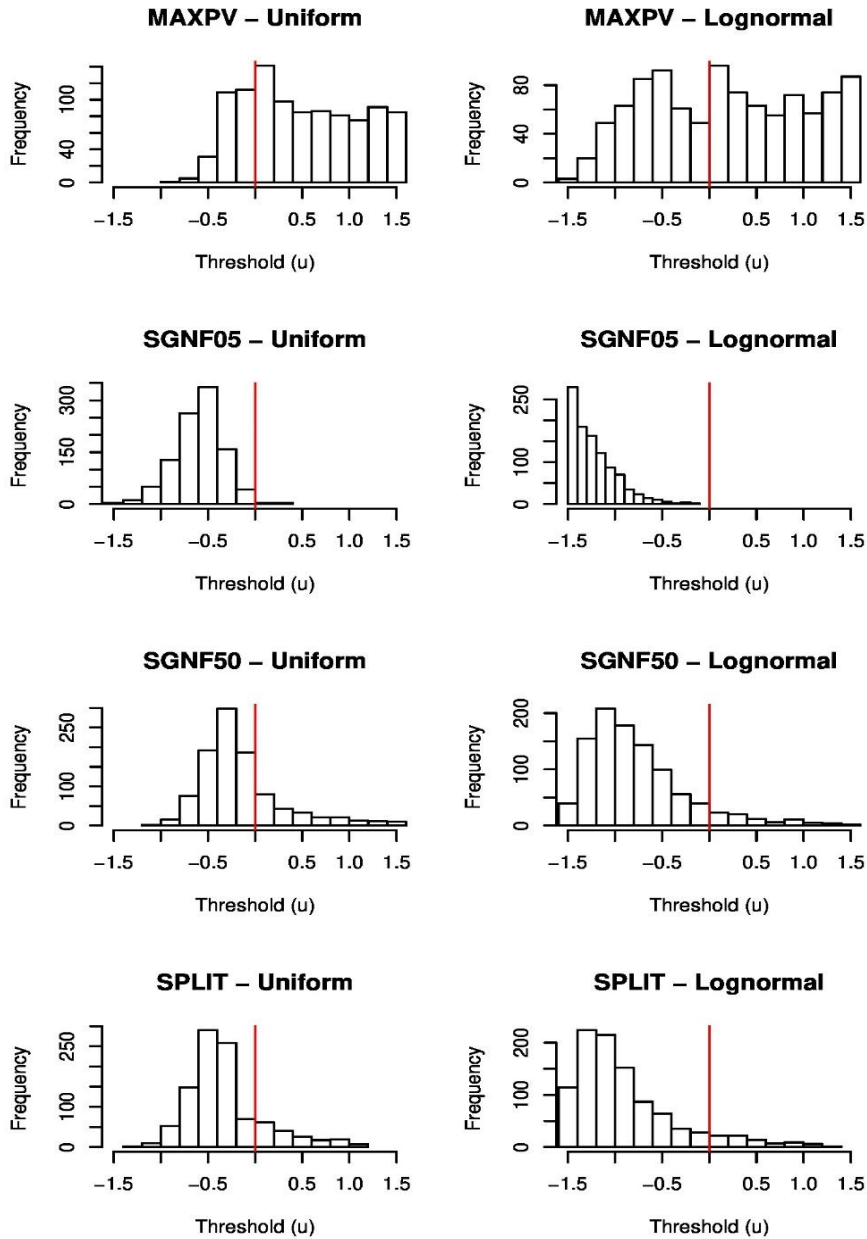 MAXPV – Uniform
Frequency
0 40 100
−1.5 −0.5 0.5 1.0 1.5
Threshold (u)
MAXPV – Lognormal
Frequency
0 40 80
−1.5 −0.5 0.5 1.0 1.5
Threshold (u)
SGNF05 – Uniform
Frequency
0 150 300
−1.5 −0.5 0.5 1.0 1.5
Threshold (u)
SGNF05 – Lognormal
Frequency
0 100 250
−1.5 −0.5 0.5 1.0 1.5
Threshold (u)
SGNF50 – Uniform
Frequency
0 100 250
−1.5 −0.5 0.5 1.0 1.5
Threshold (u)
SGNF50 – Lognormal
Frequency
0 100 200
−1.5 −0.5 0.5 1.0 1.5
Threshold (u)
SPLIT – Uniform
Frequency
0 100 250
−1.5 −0.5 0.5 1.0 1.5
Threshold (u)
SPLIT – Lognormal
Frequency
0 100 200
−1.5 −0.5 0.5 1.0 1.5
Threshold (u)